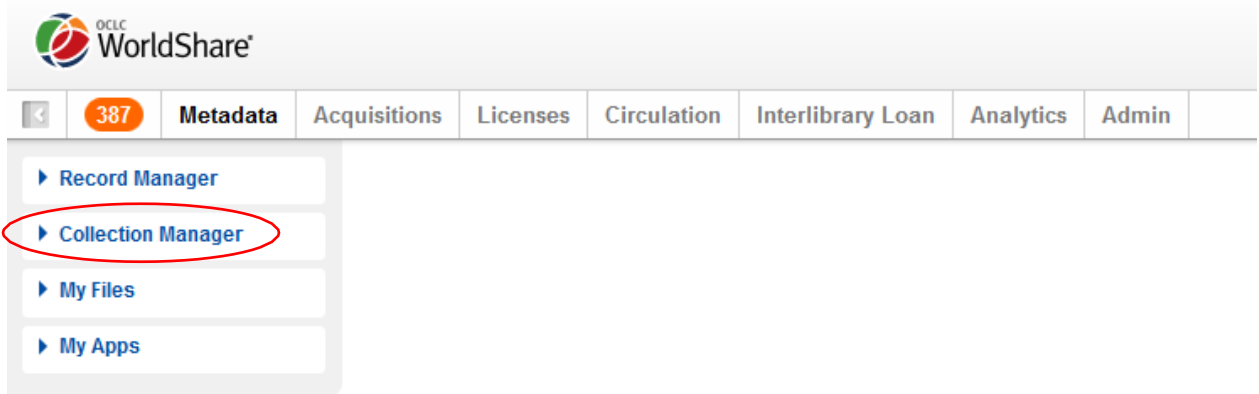 OCLC
WorldShare®
387 Metadata Acquisitions Licenses Circulation Interlibrary Loan Analytics Admin
Record Manager
Collection Manager
My Files
My Apps